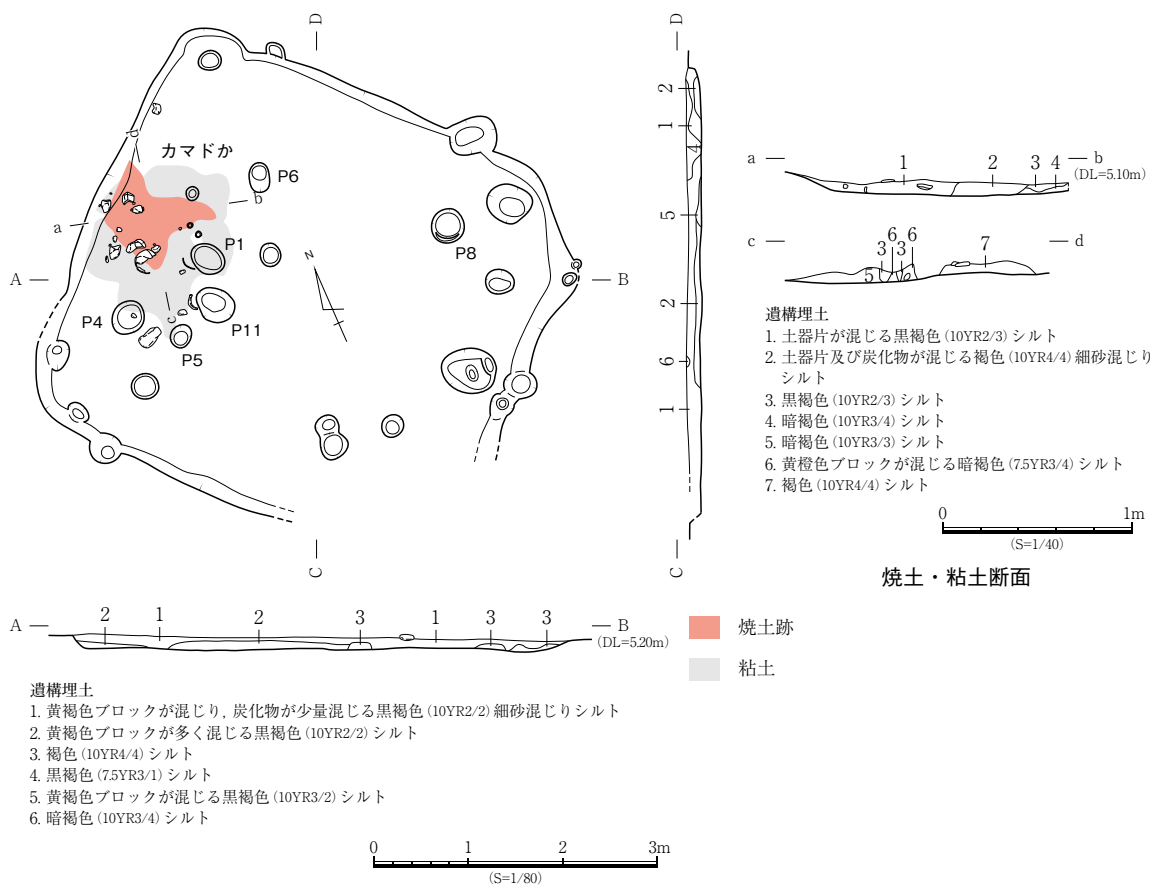 D
D
カマドか
P6
b
a
b
a
P1
A
B
P8
N
P4
P11
c
P5
C
2
1
4
5
2
6
1
C
a
1
2
3
4
b
(DL=5.10m)
c
6 6
3 3
5
7
d
遺構埋土
1. 土器片が混じる黒褐色(10YR2/3)シルト
2. 土器片及び炭化物が混じる褐色(10YR4/4)細砂混じり
シルト
3. 黒褐色(10YR2/3)シルト
4. 暗褐色(10YR3/4)シルト
5. 暗褐色(10YR3/3)シルト
6. 黄橙色ブロックが混じる暗褐色(7.5YR3/4)シルト
7. 褐色(10YR4/4)シルト
0 1m
(S=1/40)
焼土・粘土断面
A
2 1 2 3 1 3 3
B
(DL=5.20m)
焼土跡
粘土
遺構埋土
1. 黄褐色ブロックが混じり, 炭化物が少量混じる黒褐色(10YR2/2)細砂混じりシルト
2. 黄褐色ブロックが多く混じる黒褐色(10YR2/2)シルト
3. 褐色(10YR4/4)シルト
4. 黒褐色(7.5YR3/1)シルト
5. 黄褐色ブロックが混じる黒褐色(10YR3/2)シルト
6. 暗褐色(10YR3/4)シルト
0 1 2 3m
(S=1/80)